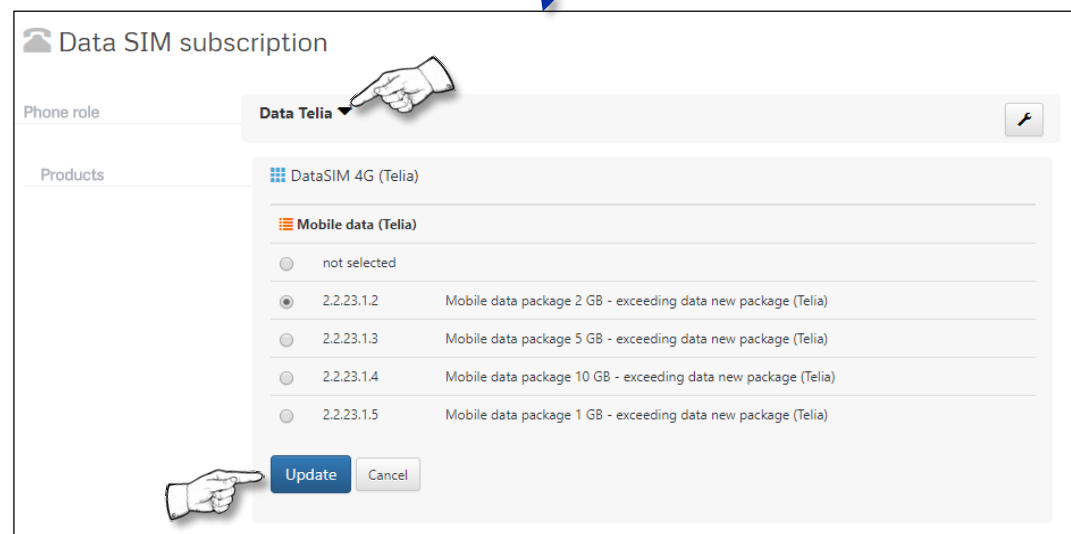 Data SIM subscription
Phone role
Data Telia
Products
DataSIM 4G (Telia)
Mobile data (Telia)
not selected
2.2.23.1.2 Mobile data package 2 GB - exceeding data new package (Telia)
2.2.23.1.3 Mobile data package 5 GB - exceeding data new package (Telia)
2.2.23.1.4 Mobile data package 10 GB - exceeding data new package (Telia)
2.2.23.1.5 Mobile data package 1 GB - exceeding data new package (Telia)
Update Cancel